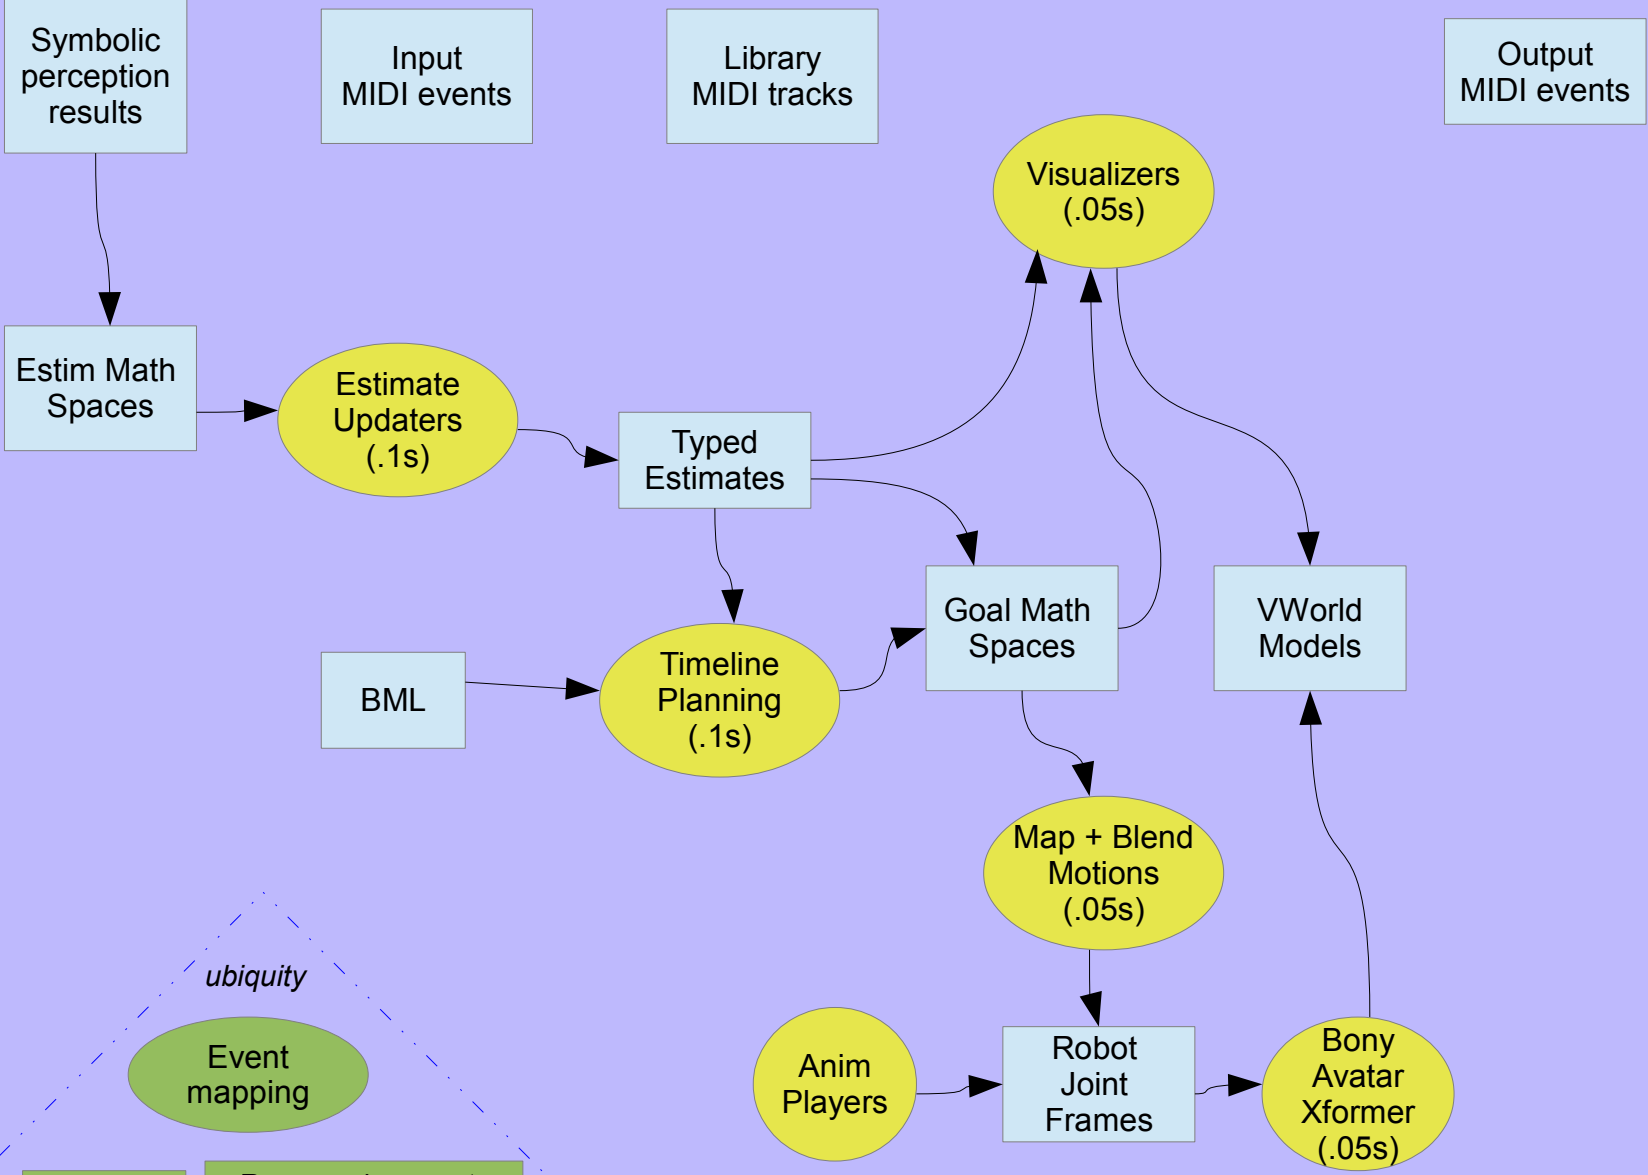 Symbolic
perception
results
Input
MIDI events
Library
MIDI tracks
Output
MIDI events
Visualizers
(.05s)
Estim Math
Spaces
Estimate
Updaters
(.1s)
Typed
Estimates
Goal Math
Spaces
VWorld
Models
BML
Timeline
Planning
(.1s)
Map + Blend
Motions
(.05s)
ubiquity
Event
mapping
Anim
Players
Robot
Joint
Frames
Bony
Avatar
Xformer
(.05s)